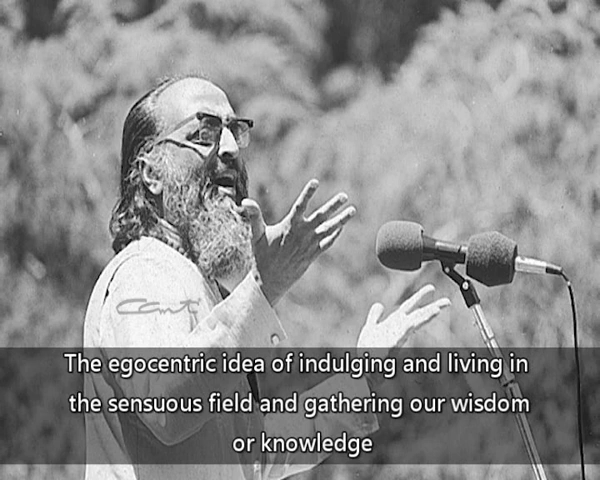 The egocentric idea of indulging and living in
the sensuous field and gathering our wisdom
or knowledge